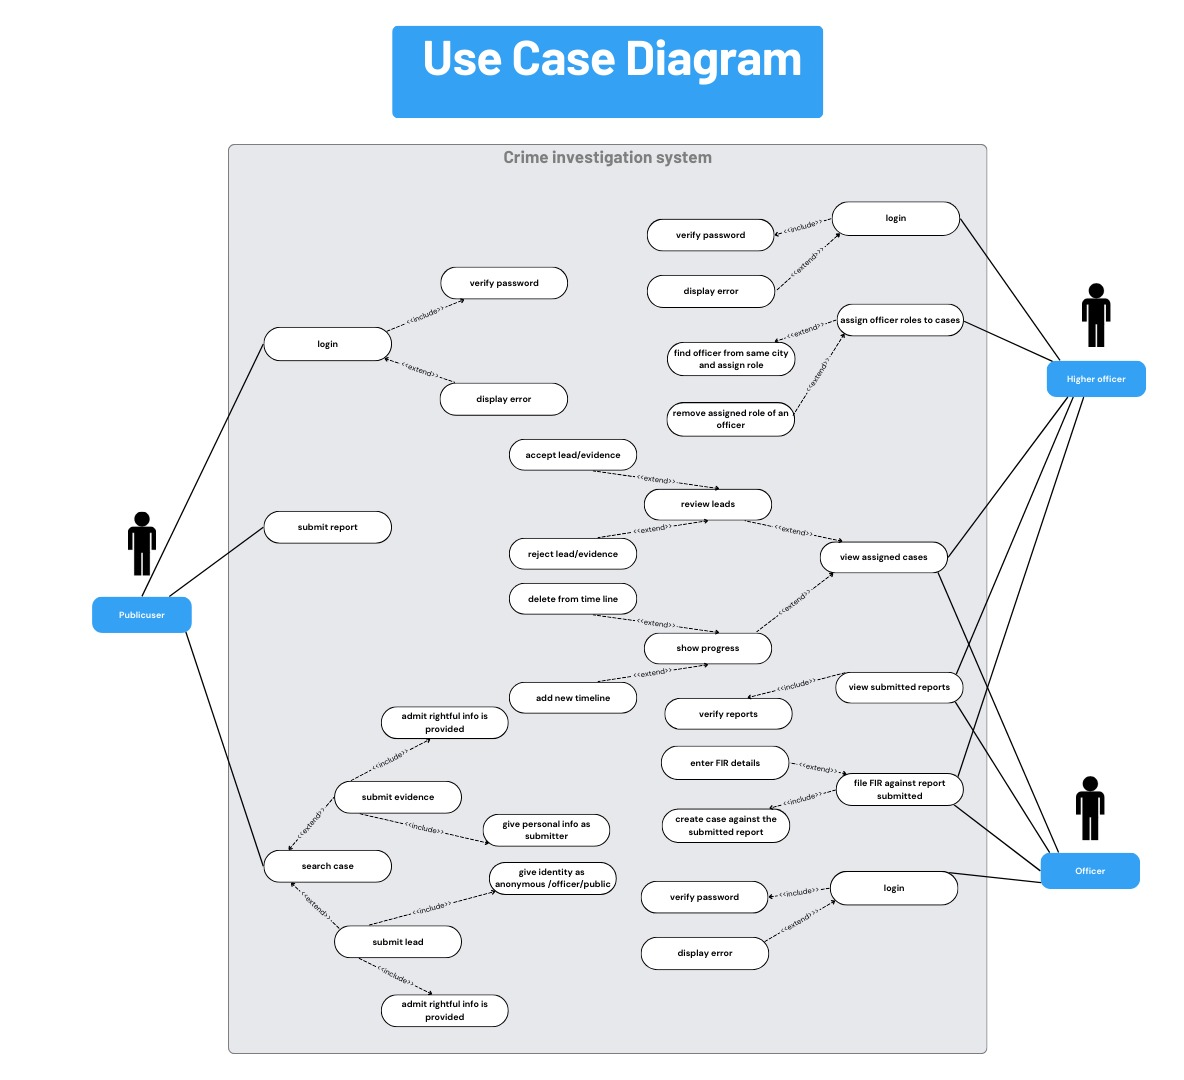 Use Case Diagram
Crime investigation system
login
<<include>>
verify password
<<extend>>
display error
verify password
<<include>>
login
<<extend>>
display error
Higher officer
assign officer roles to cases
<<extend>>
find officer from same city
and assign role
<<extend>>
remove assigned role of an
officer
accept lead/evidence
<<extend>>
review leads
<<extend>>
reject lead/evidence
<<extend>>
view assigned cases
submit report
Publicuser
delete from time line
<<extend>>
show progress
<<extend>>
add new timeline
<<extend>>
view submitted reports
<<include>>
verify reports
enter FIR details
<<extend>>
file FIR against report
submitted
<<include>>
create case against the
submitted report
admit rightful info is
provided
<<include>>
submit evidence
<<include>>
give personal info as
submitter
<<extend>>
search case
<<extend>>
give identity as
anonymous /officer/public
<<include>>
submit lead
<<include>>
admit rightful info is
provided
Officer
login
<<include>>
verify password
<<extend>>
display error